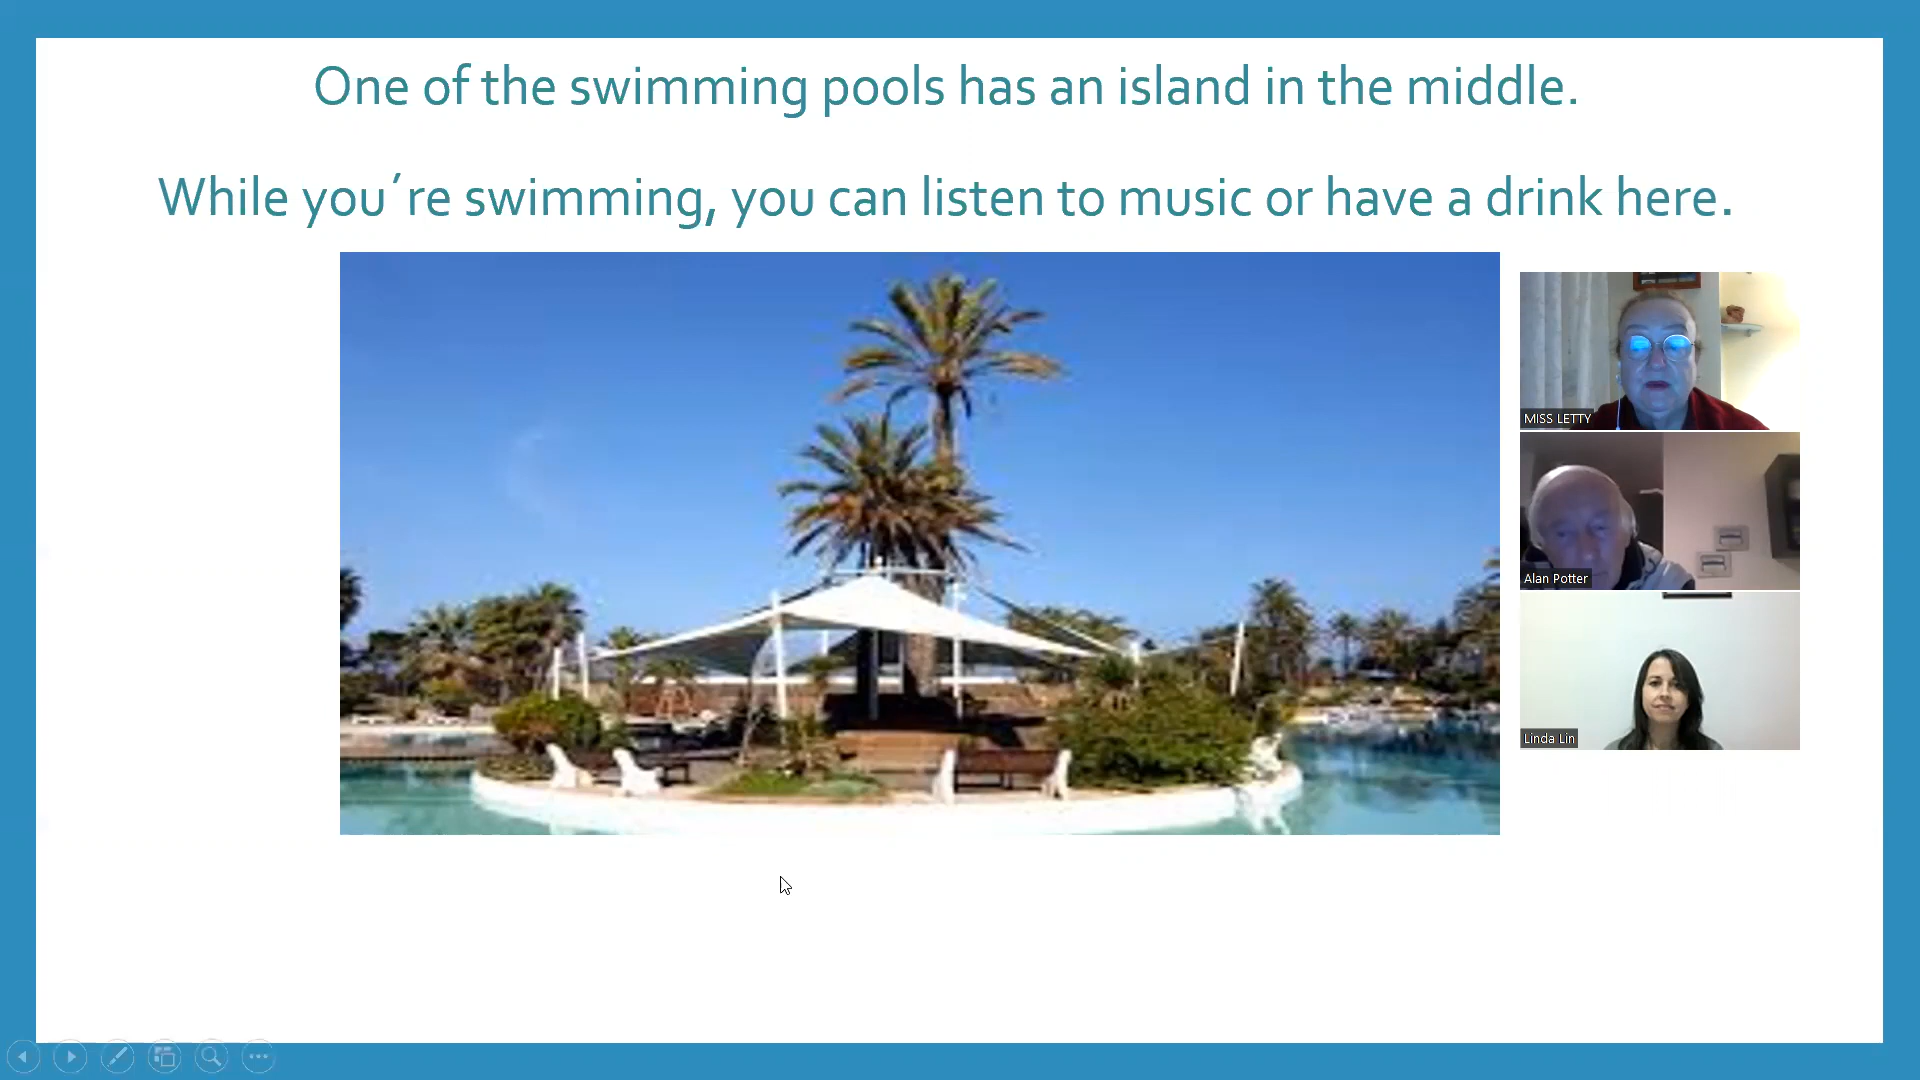 One of the swimming pools has an island in the middle.
While you´re swimming, you can listen to music or have a drink here.
MISS LETTY
Alan Potter
Linda Lin